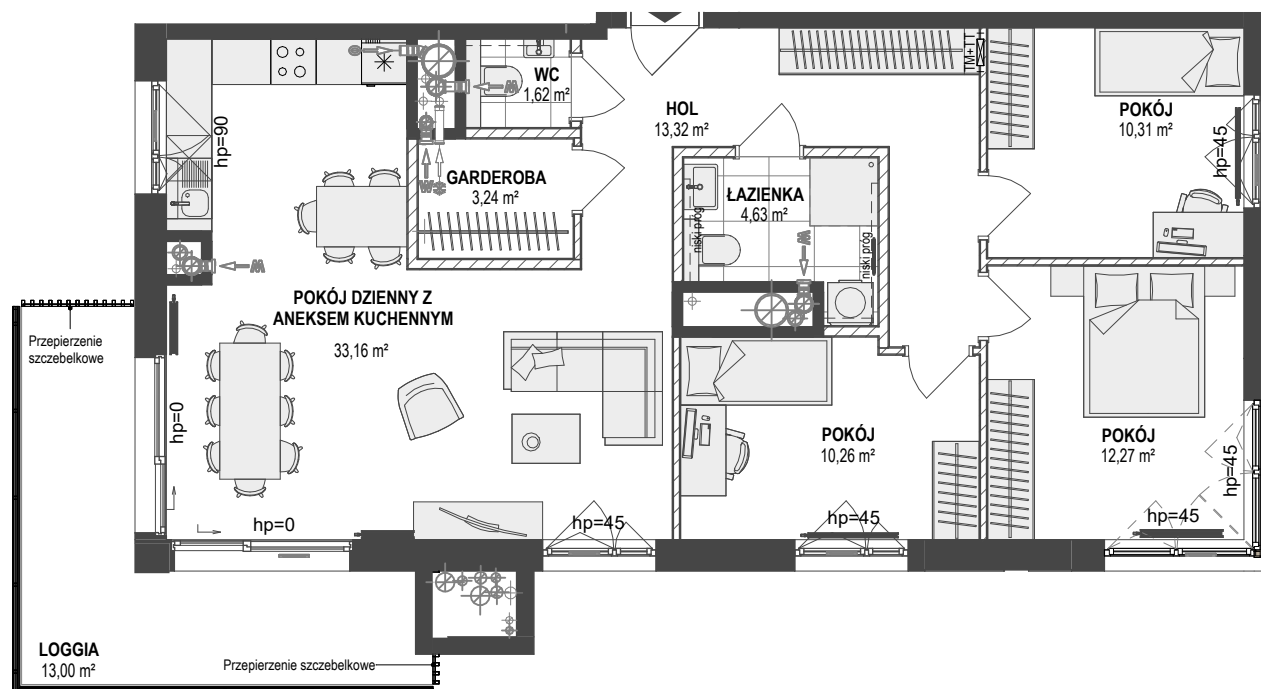 WC
1,62 m²
HOL
13,32 m²
TM+TT
POKÓJ
10,31 m²
hp=45
hp=90
GARDEROBA
3,24 m²
ŁAZIENKA
4,63 m²
niski próg
niski próg
W
W
W
W
POKÓJ DZIENNY Z
ANEKSEM KUCHENNYM
33,16 m²
Przepierzenie
szczebelkowe
hp=0
hp=0
hp=45
POKÓJ
10,26 m²
hp=45
POKÓJ
12,27 m²
hp=45
hp=45
LOGGIA
13,00 m²
Przepierzenie szczebelkowe